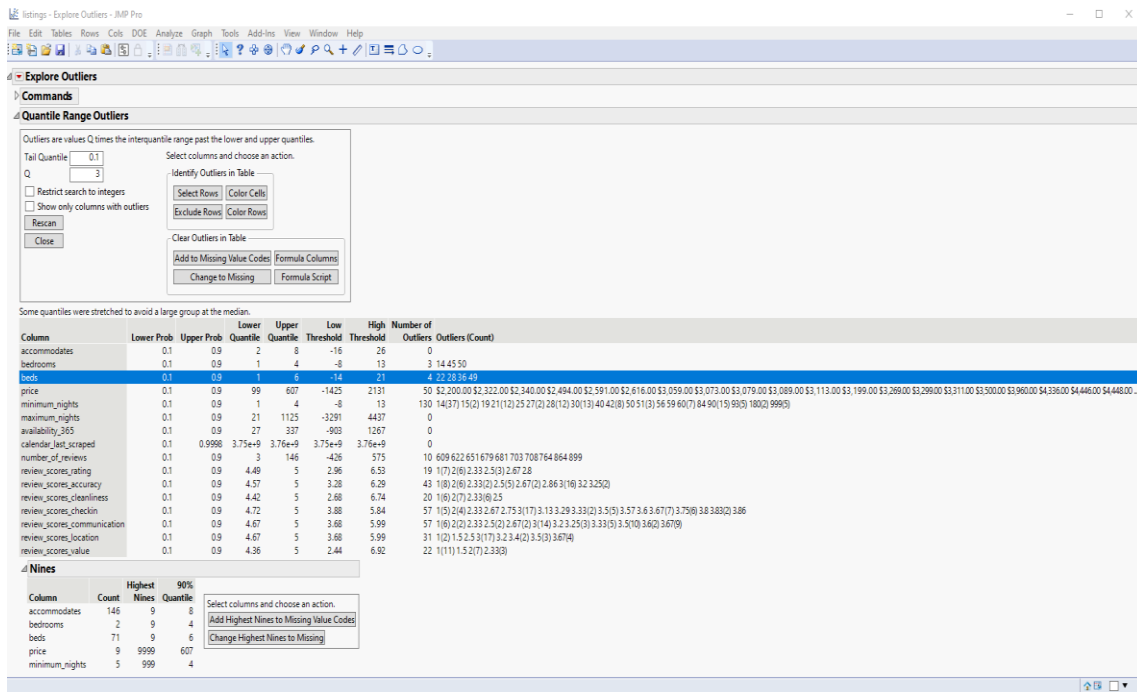 listings - Explore Outliers - JMP Pro
File Edit Tables Rows Cols DOE Analyze Graph Tools Add-Ins View Window Help
Explore Outliers
Commands
Quantile Range Outliers
Outliers are values Q times the interquantile range past the lower and upper quantiles.
Tail Quantile 0.1 Select columns and choose an action.
Q 3 Identify Outliers in Table
Restrict search to integers Select Rows Color Cells
Show only columns with outliers
Rescan Exclude Rows Color Rows
Close Clear Outliers in Table
Add to Missing Value Codes Formula Columns
Change to Missing Formula Script
Some quantiles were stretched to avoid a large group at the median.
Lower Upper Low High Number of
Column Lower Prob Upper Prob Quantile Quantile Threshold Threshold Outliers Outliers (Count)
accommodates 0.1 0.9 2 8 -16 26 0
bedrooms 0.1 0.9 1 4 -8 13 3 14 45 50
beds 0.1 0.9 1 6 -14 21 4 22 28 36 49
price 0.1 0.9 99 607 -1425 2131 50 $2,200.00 $2,322.00 $2,340.00 $2,494.00 $2,591.00 $2,616.00 $3,059.00 $3,073.00 $3,079.00 $3,089.00 $3,113.00 $3,199.00 $3,269.00 $3,299.00 $3,311.00 $3,500.00 $3,960.00 $4,336.00 $4,446.00 $4,448.00 ...
minimum_nights 0.1 0.9 1 4 -8 13 130 14(37) 15(2) 19 21(12) 25 27(2) 28(12) 30(13) 40 42(8) 50 51(3) 56 59 60(7) 84 90(15) 93(5) 180(2) 999(5)
maximum_nights 0.1 0.9 21 1125 -3291 4437 0
availability_365 0.1 0.9 27 337 -903 1267 0
calendar_last_scraped 0.1 0.9998 3.75e+9 3.76e+9 3.75e+9 3.76e+9 0
number_of_reviews 0.1 0.9 3 146 -426 575 10 609 622 651 679 681 703 708 764 864 899
review_scores_rating 0.1 0.9 4.49 5 2.96 6.53 19 1(7) 2(6) 2.33 2.5(3) 2.67 2.8
review_scores_accuracy 0.1 0.9 4.57 5 3.28 6.29 43 1(8) 2(6) 2.33(2) 2.5(5) 2.67(2) 2.86 3(16) 3.2 3.25(2)
review_scores_cleanliness 0.1 0.9 4.42 5 2.68 6.74 20 1(6) 2(7) 2.33(6) 2.5
review_scores_checkin 0.1 0.9 4.72 5 3.88 5.84 57 1(5) 2(4) 2.33 2.67 2.75 3(17) 3.13 3.29 3.33(2) 3.5(5) 3.57 3.6 3.67(7) 3.75(6) 3.8 3.83(2) 3.86
review_scores_communication 0.1 0.9 4.67 5 3.68 5.99 57 1(6) 2(2) 2.33 2.5(2) 2.67(2) 3(14) 3.2 3.25(3) 3.33(5) 3.5(10) 3.6(2) 3.67(9)
review_scores_location 0.1 0.9 4.67 5 3.68 5.99 31 1(2) 1.5 2.5 3(17) 3.2 3.4(2) 3.5(3) 3.67(4)
review_scores_value 0.1 0.9 4.36 5 2.44 6.92 22 1(11) 1.5 2(7) 2.33(3)
Nines
Highest 90%
Column Count Nines Quantile
accommodates 146 9 8
bedrooms 2 9 4
beds 71 9 6
price 9 9999 607
minimum_nights 5 999 4
Select columns and choose an action.
Add Highest Nines to Missing Value Codes
Change Highest Nines to Missing